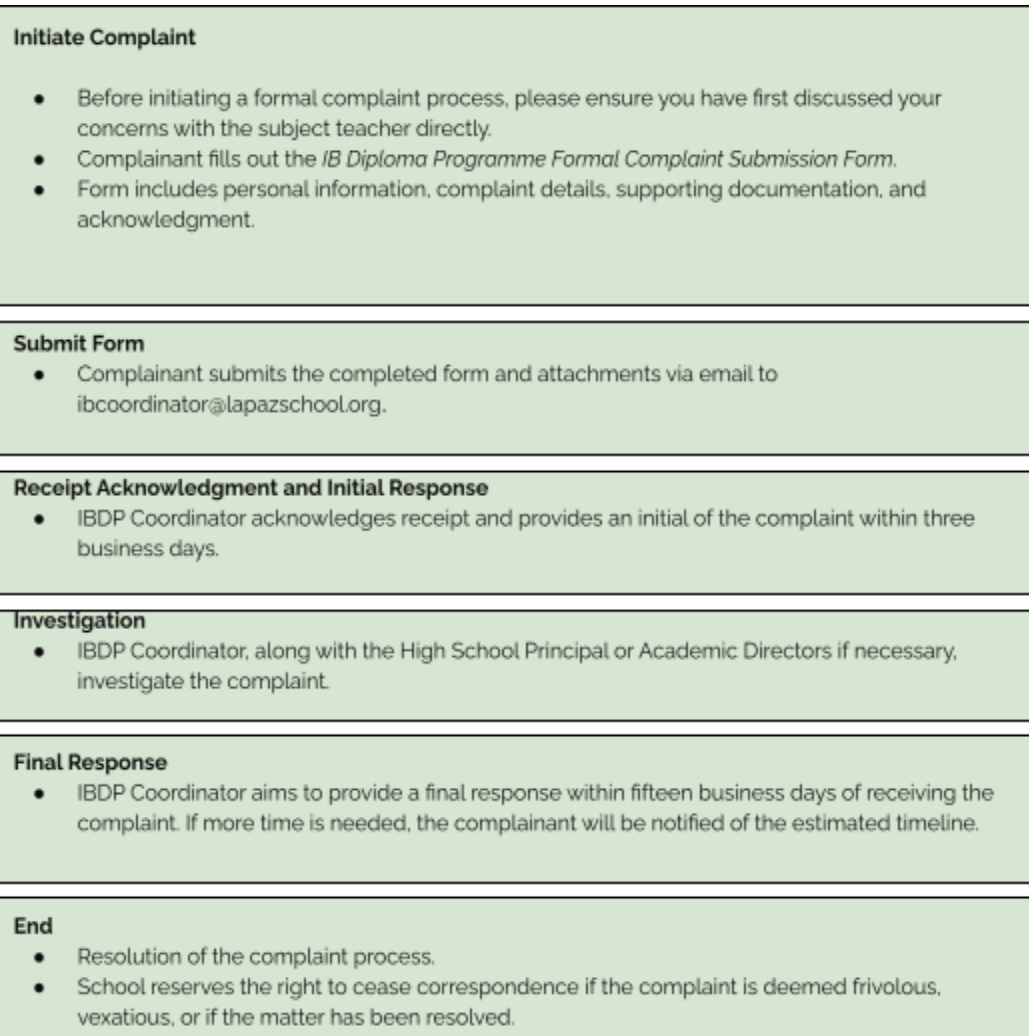 Initiate Complaint
● Before initiating a formal complaint process, please ensure you have first discussed your
concerns with the subject teacher directly.
● Complainant fills out the IB Diploma Programme Formal Complaint Submission Form.
● Form includes personal information, complaint details, supporting documentation, and
acknowledgment.
Submit Form
● Complainant submits the completed form and attachments via email to
ibcoordinator@lapazschool.org.
Receipt Acknowledgment and Initial Response
● IBDP Coordinator acknowledges receipt and provides an initial of the complaint within three
business days.
Investigation
● IBDP Coordinator, along with the High School Principal or Academic Directors if necessary,
investigate the complaint.
Final Response
● IBDP Coordinator aims to provide a final response within fifteen business days of receiving the
complaint. If more time is needed, the complainant will be notified of the estimated timeline.
End
● Resolution of the complaint process.
● School reserves the right to cease correspondence if the complaint is deemed frivolous,
vexatious, or if the matter has been resolved.